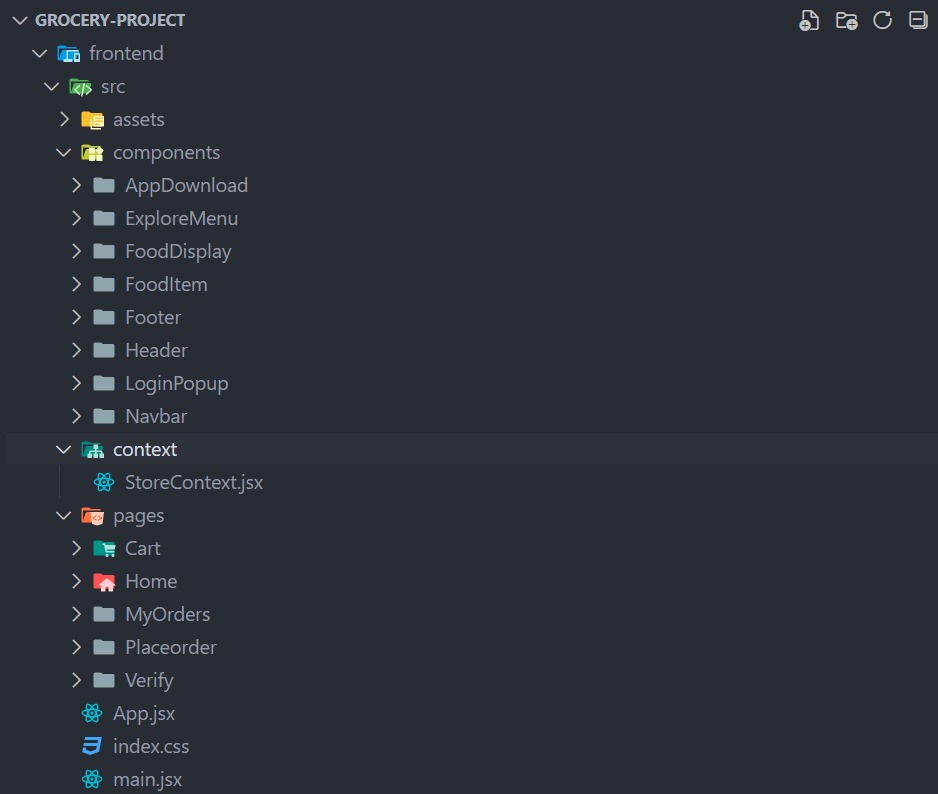 GROCERY-PROJECT
frontend
src
assets
components
AppDownload
ExploreMenu
FoodDisplay
FoodItem
Footer
Header
LoginPopup
Navbar
context
StoreContext.jsx
pages
Cart
Home
MyOrders
Placeorder
Verify
App.jsx
index.css
main.jsx